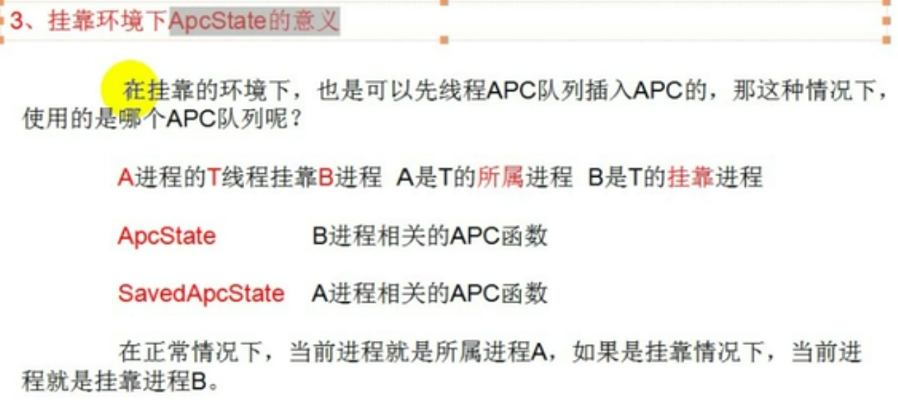 3、挂靠环境下ApcState的意义
在挂靠的环境下，也是可以先线程APC队列插入APC的，那这种情况下，
使用的是哪个APC队列呢？
A进程的T线程挂靠B进程 A是T的所属进程 B是T的挂靠进程
ApcState B进程相关的APC函数
SavedApcState A进程相关的APC函数
在正常情况下，当前进程就是所属进程A，如果是挂靠情况下，当前进
程就是挂靠进程B。